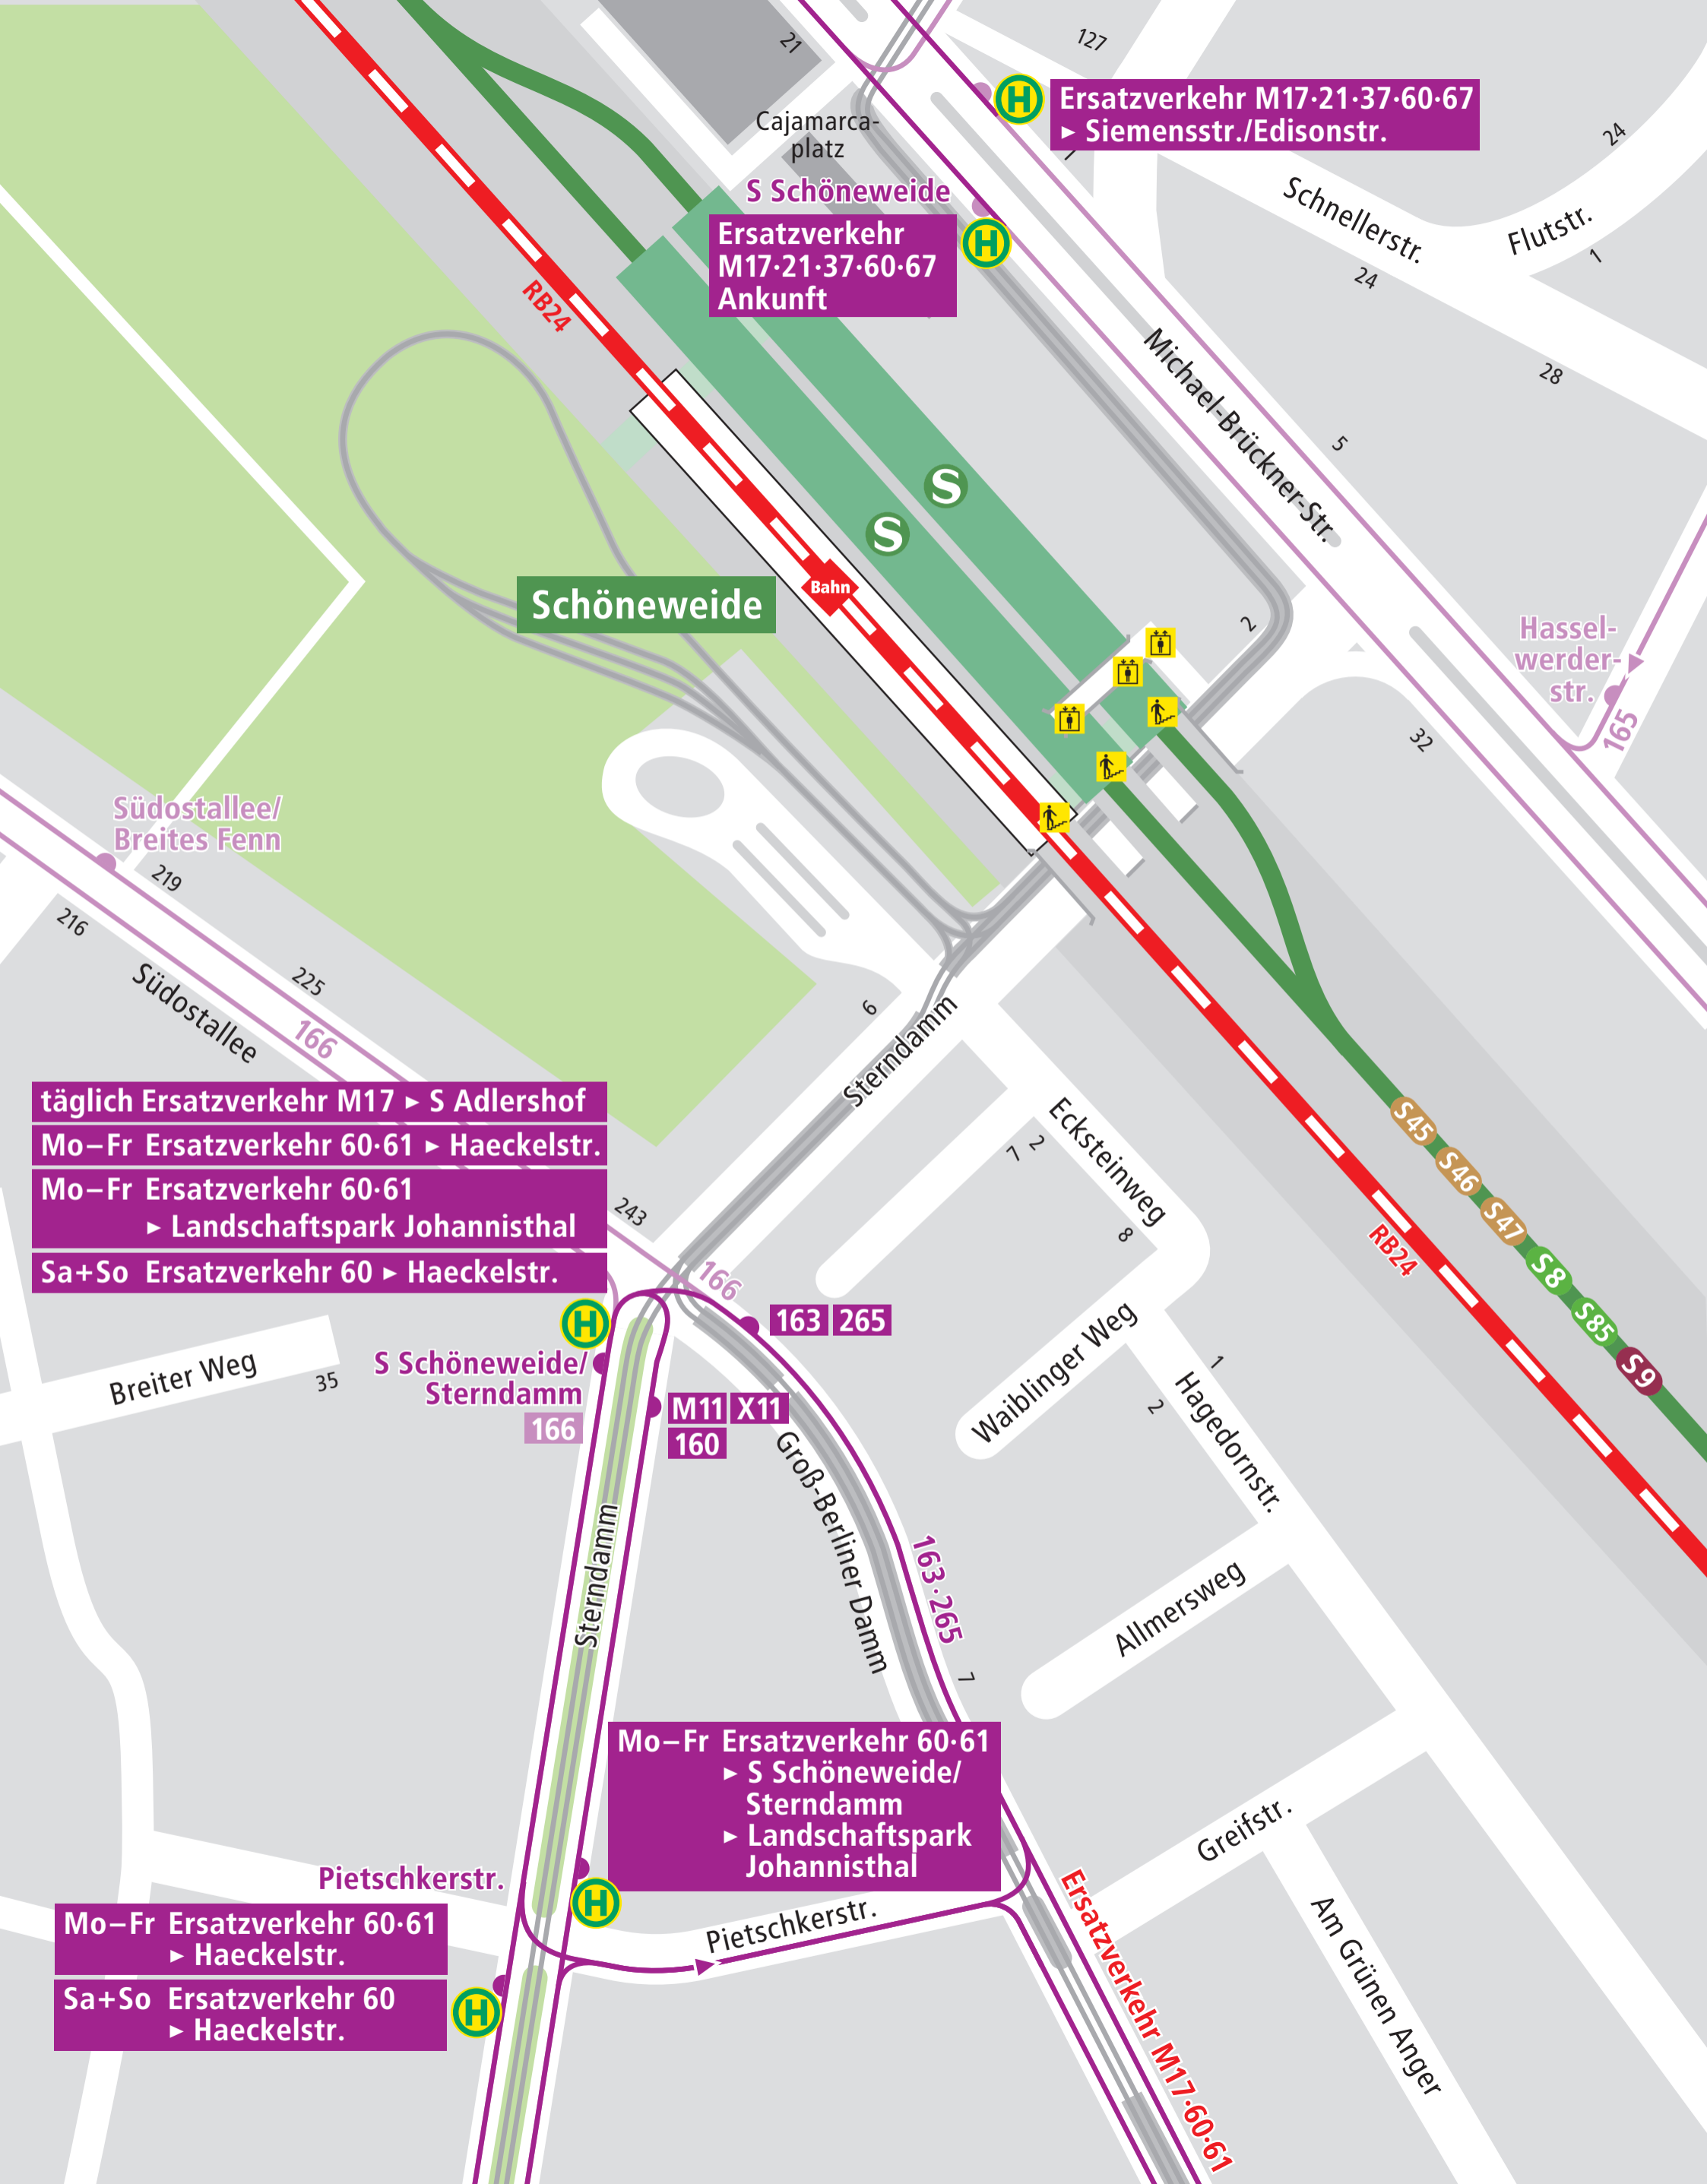 21
127
Ersatzverkehr M17·21·37·60·67
▸ Siemensstr./Edisonstr.
H
Cajamarca-
platz
1
24
S Schöneweide
Ersatzverkehr
M17·21·37·60·67
Ankunft
H
Schnellerstr.
Flutstr.
24
1
RB24
28
Michael-Brückner-Str.
5
S
S
Bahn
Schöneweide
2
Hassel-
werder-
str.
165
32
Südostallee/
Breites Fenn
219
216
225
Südostallee
166
6
Sterndamm
täglich Ersatzverkehr M17 ▸ S Adlershof
Mo–Fr Ersatzverkehr 60·61 ▸ Haeckelstr.
Mo–Fr Ersatzverkehr 60·61
▸ Landschaftspark Johannisthal
Sa+So Ersatzverkehr 60 ▸ Haeckelstr.
243
7
2
Ecksteinweg
8
S45
S46
S47
S8
S85
S9
RB24
166
H
163 265
S Schöneweide/
Sterndamm
166
M11 X11
160
Breiter Weg
35
Waiblinger Weg
1
2
Hagedornstr.
Groß-Berliner Damm
Sterndamm
163·265
7
Allmersweg
Mo–Fr Ersatzverkehr 60·61
▸ S Schöneweide/
Sterndamm
▸ Landschaftspark
Johannisthal
Greifstr.
Pietschkerstr.
H
Pietschkerstr.
Mo–Fr Ersatzverkehr 60·61
▸ Haeckelstr.
Sa+So Ersatzverkehr 60
▸ Haeckelstr.
H
Ersatzverkehr M17·60·61
Am Grünen Anger